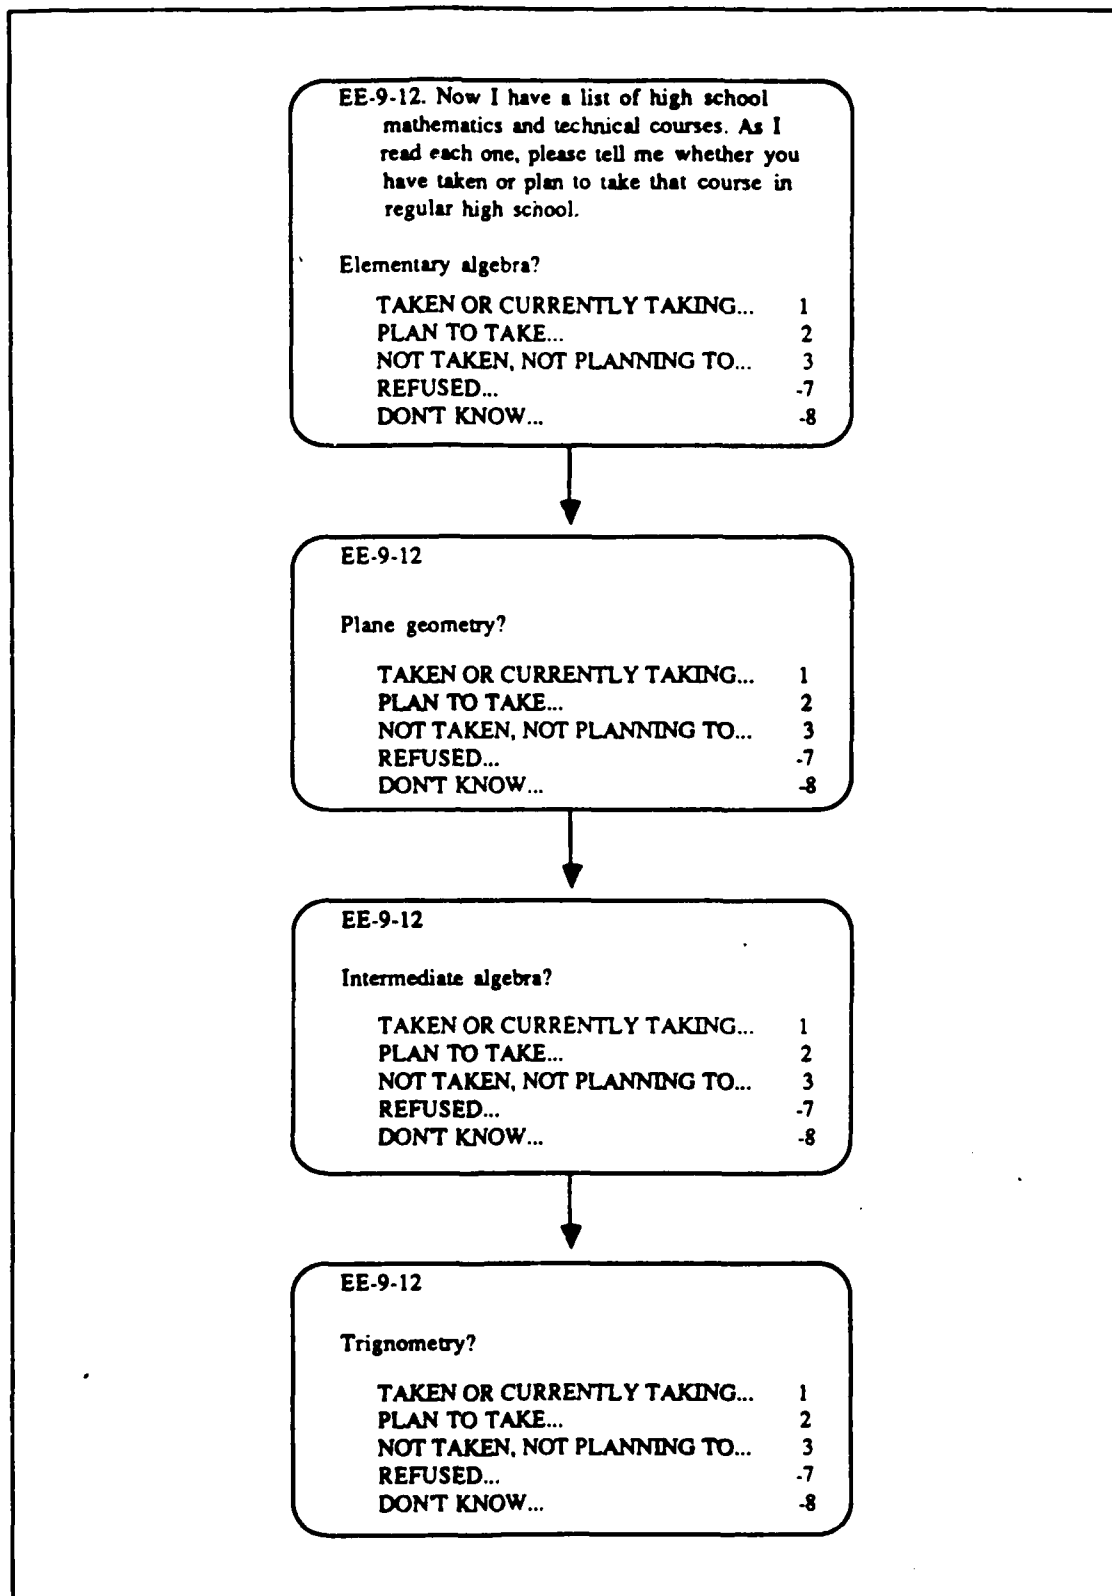 EE-9-12. Now I have a list of high school
mathematics and technical courses. As I
read each one, please tell me whether you
have taken or plan to take that course in
regular high school.
Elementary algebra?
TAKEN OR CURRENTLY TAKING... 1
PLAN TO TAKE... 2
NOT TAKEN, NOT PLANNING TO... 3
REFUSED... -7
DON'T KNOW... -8
EE-9-12
Plane geometry?
TAKEN OR CURRENTLY TAKING... 1
PLAN TO TAKE... 2
NOT TAKEN, NOT PLANNING TO... 3
REFUSED... -7
DON'T KNOW... -8
EE-9-12
Intermediate algebra?
TAKEN OR CURRENTLY TAKING... 1
PLAN TO TAKE... 2
NOT TAKEN, NOT PLANNING TO... 3
REFUSED... -7
DON'T KNOW... -8
EE-9-12
Trignometry?
TAKEN OR CURRENTLY TAKING... 1
PLAN TO TAKE... 2
NOT TAKEN, NOT PLANNING TO... 3
REFUSED... -7
DON'T KNOW... -8